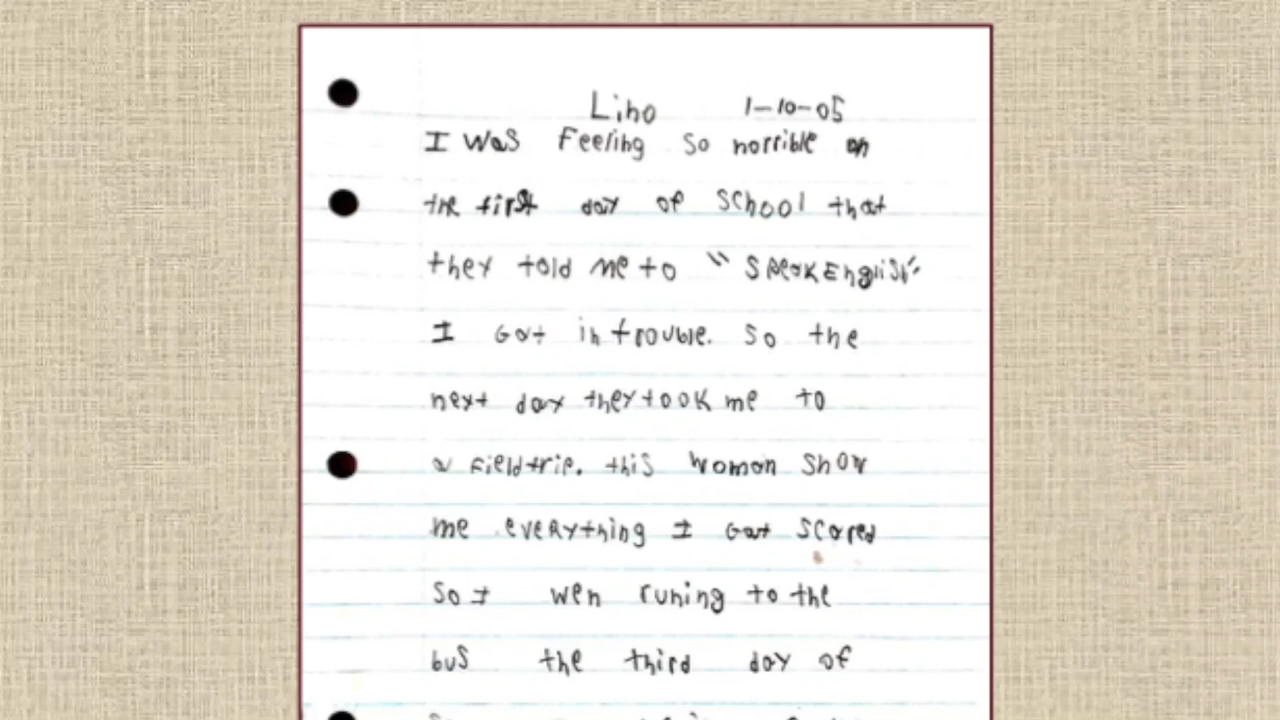 Lino 1-10-05
I was Feeling so horrible on
the first day of School that
they told me to "Speak English"
I Got in trouble. So the
next day they took me to
a fieldtrip. this woman show
me everything I Got Scared
So I wen runing to the
bus the third day of